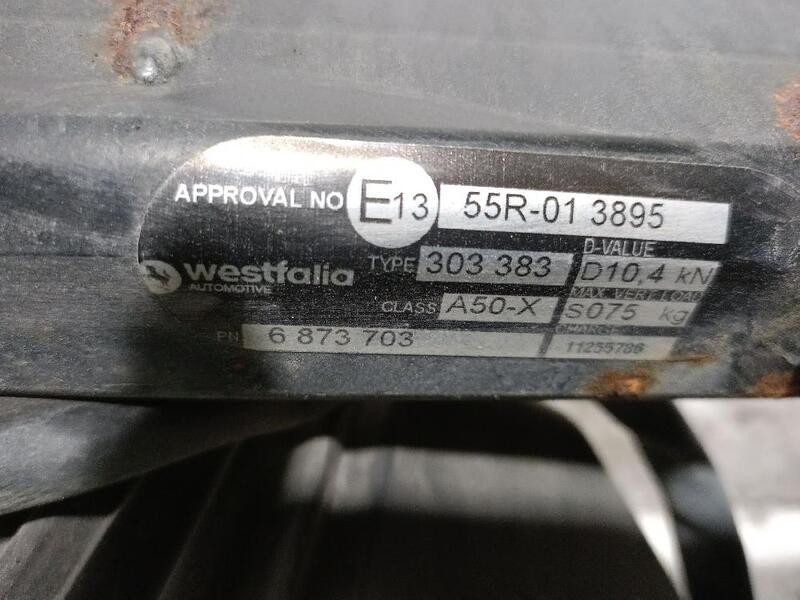 APPROVAL NO E13 55R-01 3895
D-VALUE
TYPE 303 383 D10,4 kN
westfalia
AUTOMOTIVE
MAX. VERT. LOAD
CLASS A50-X S075 kg
CHARGE
PN 6 873 703 11255786